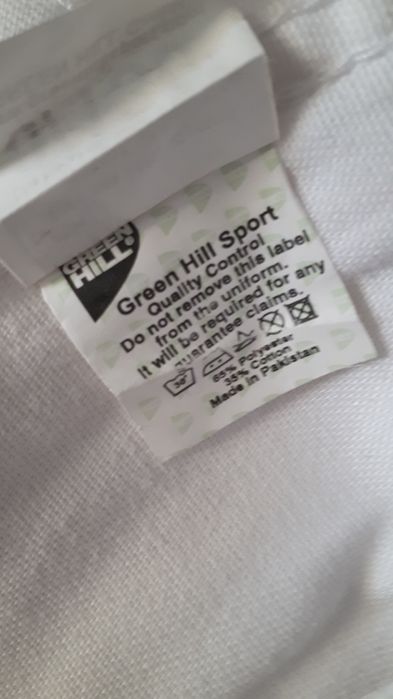 GREEN
HILL
Green Hill Sport
Quality Control
Do not remove this label
from the uniform.
It will be required for any
guarantee claims.
30°
65% Polyester
35% Cotton
Made in Pakistan